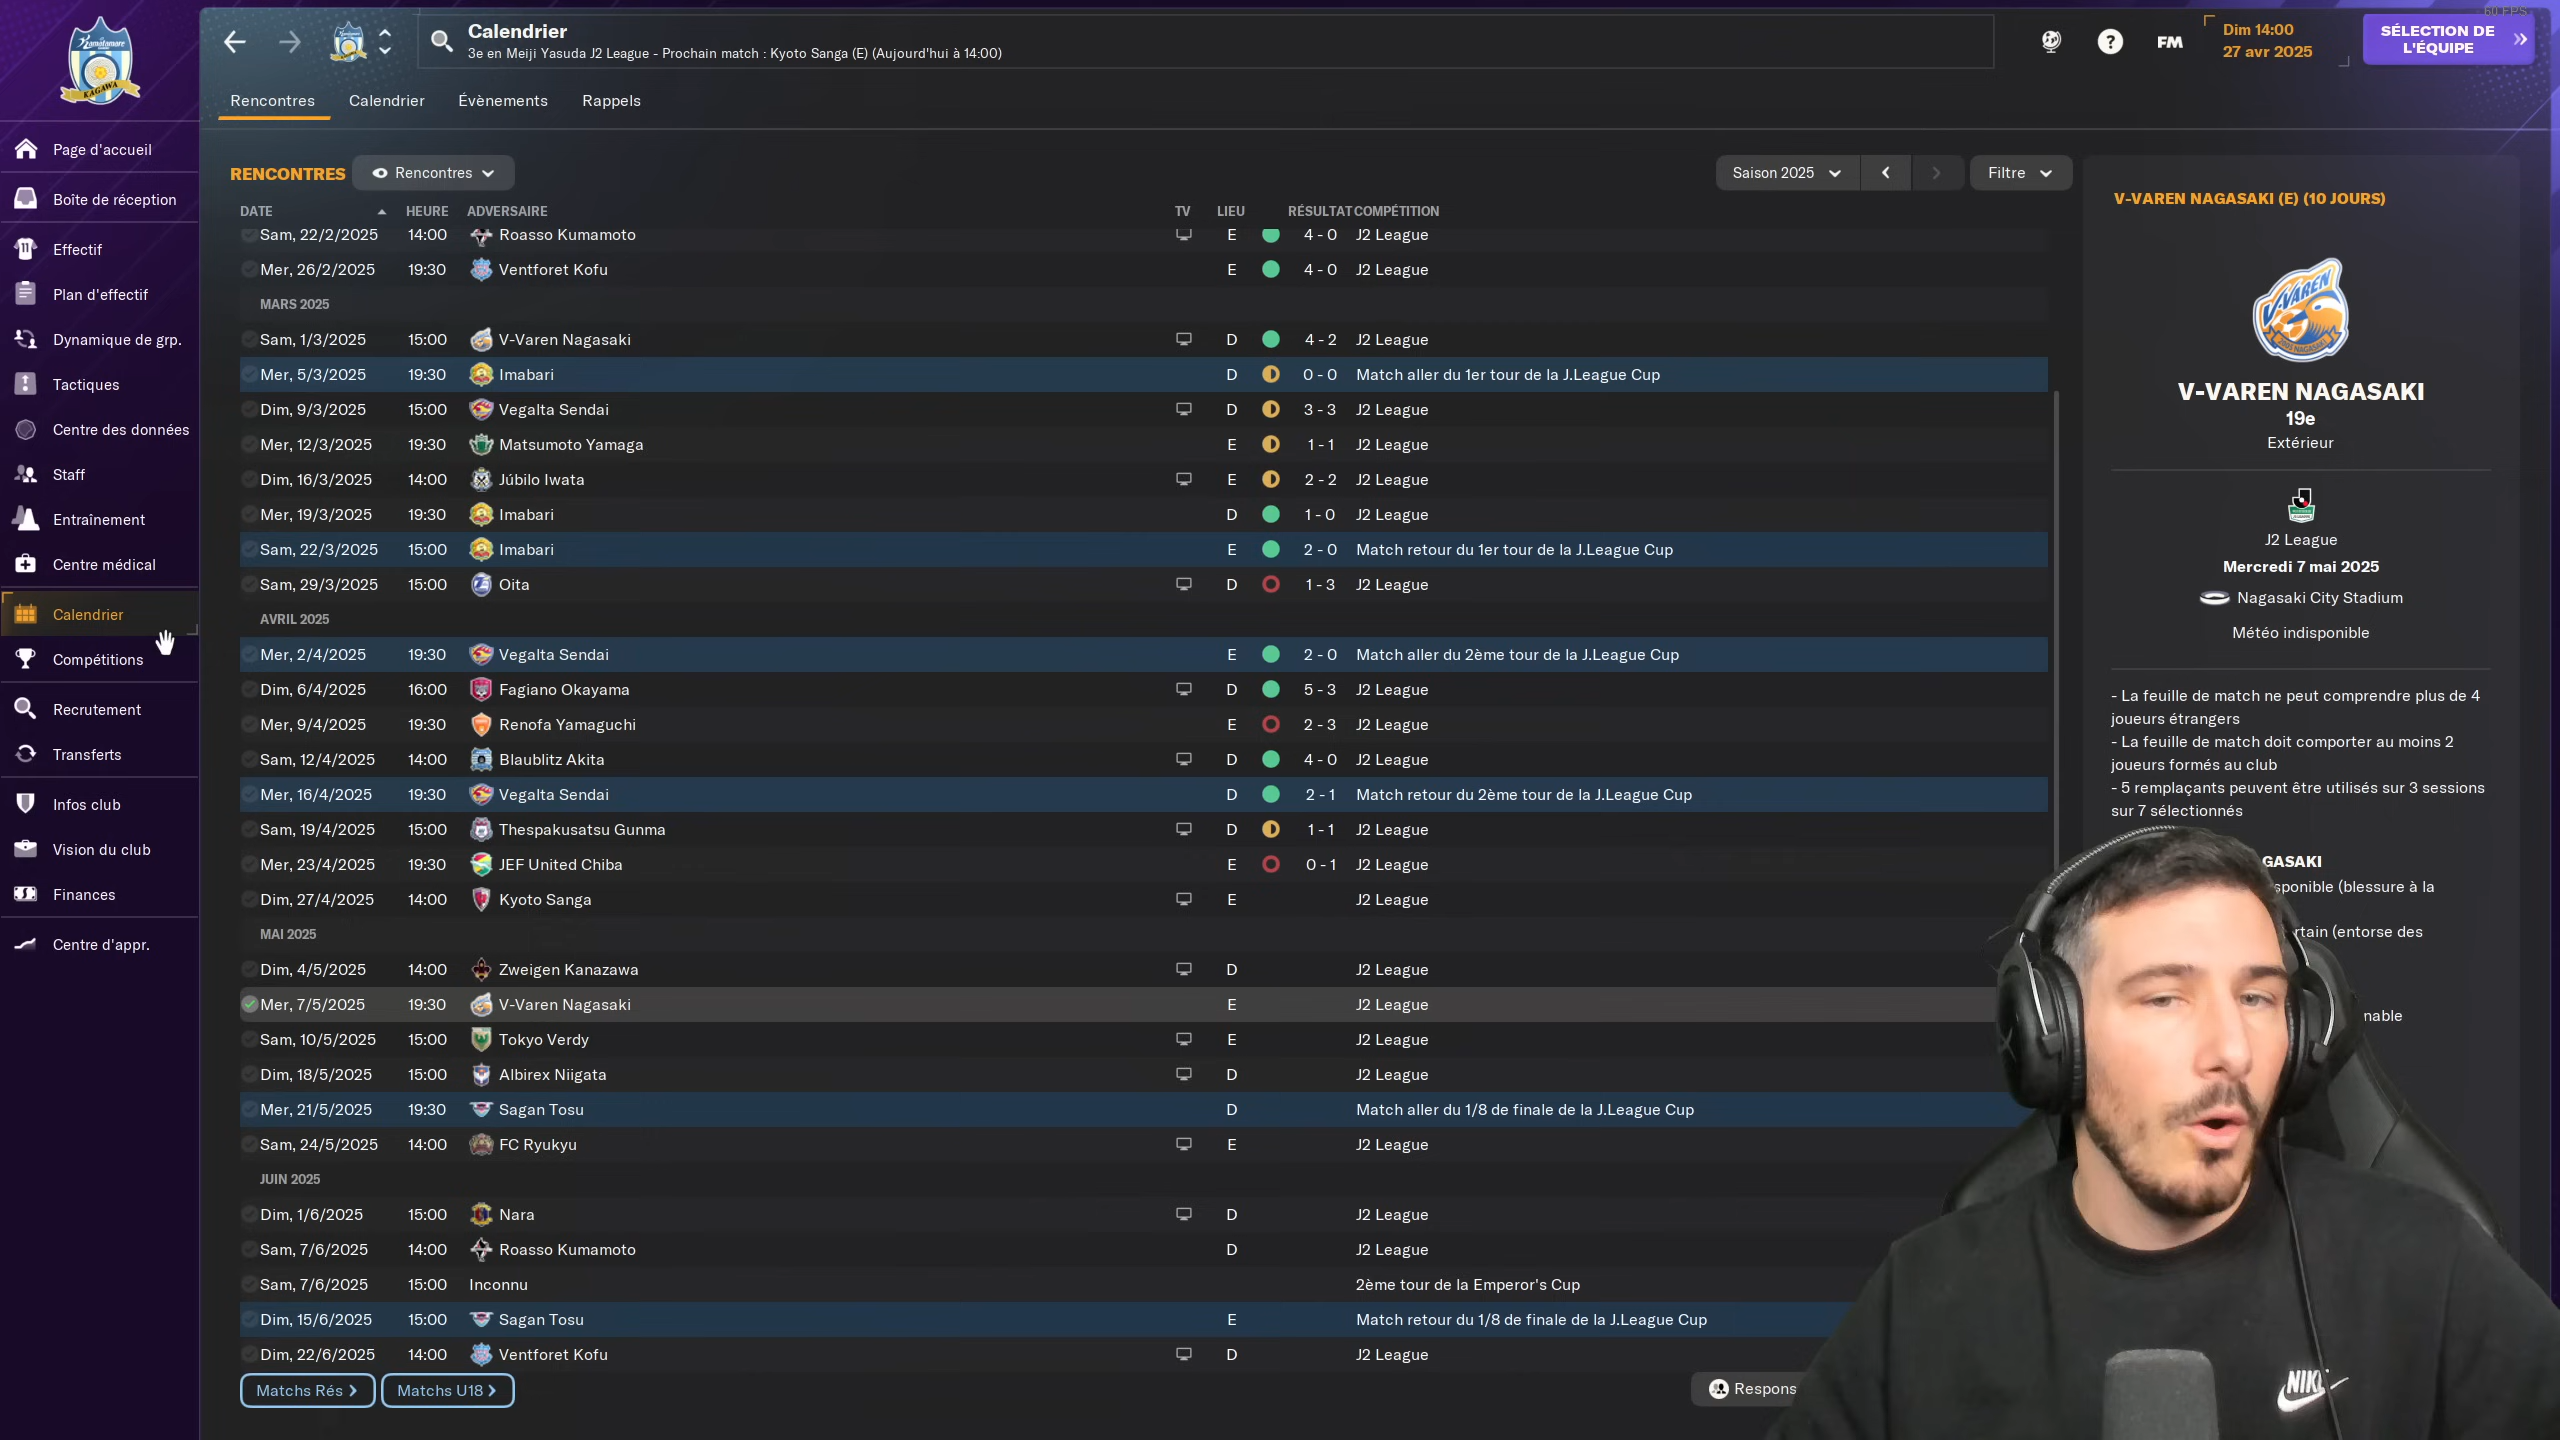 Kamatamare
KAGAWA
Calendrier
3e en Meiji Yasuda J2 League - Prochain match : Kyoto Sanga (E) (Aujourd'hui à 14:00)
60 FPS
FM
Dim 14:00
27 avr 2025
SÉLECTION DE
L'ÉQUIPE
Rencontres
Calendrier
Évènements
Rappels
Page d'accueil
Boîte de réception
Effectif
Plan d'effectif
Dynamique de grp.
Tactiques
Centre des données
Staff
Entraînement
Centre médical
Calendrier
Compétitions
Recrutement
Transferts
Infos club
Vision du club
Finances
Centre d'appr.
RENCONTRES Rencontres
Saison 2025
Filtre
DATE HEURE ADVERSAIRE TV LIEU RÉSULTAT COMPÉTITION
Sam, 22/2/2025 14:00 Roasso Kumamoto E 4 - 0 J2 League
Mer, 26/2/2025 19:30 Ventforet Kofu E 4 - 0 J2 League
MARS 2025
Sam, 1/3/2025 15:00 V-Varen Nagasaki D 4 - 2 J2 League
Mer, 5/3/2025 19:30 Imabari D 0 - 0 Match aller du 1er tour de la J.League Cup
Dim, 9/3/2025 15:00 Vegalta Sendai D 3 - 3 J2 League
Mer, 12/3/2025 19:30 Matsumoto Yamaga E 1 - 1 J2 League
Dim, 16/3/2025 14:00 Júbilo Iwata E 2 - 2 J2 League
Mer, 19/3/2025 19:30 Imabari D 1 - 0 J2 League
Sam, 22/3/2025 15:00 Imabari E 2 - 0 Match retour du 1er tour de la J.League Cup
Sam, 29/3/2025 15:00 Oita D 1 - 3 J2 League
AVRIL 2025
Mer, 2/4/2025 19:30 Vegalta Sendai E 2 - 0 Match aller du 2ème tour de la J.League Cup
Dim, 6/4/2025 16:00 Fagiano Okayama D 5 - 3 J2 League
Mer, 9/4/2025 19:30 Renofa Yamaguchi E 2 - 3 J2 League
Sam, 12/4/2025 14:00 Blaublitz Akita D 4 - 0 J2 League
Mer, 16/4/2025 19:30 Vegalta Sendai D 2 - 1 Match retour du 2ème tour de la J.League Cup
Sam, 19/4/2025 15:00 Thespakusatsu Gunma D 1 - 1 J2 League
Mer, 23/4/2025 19:30 JEF United Chiba E 0 - 1 J2 League
Dim, 27/4/2025 14:00 Kyoto Sanga E J2 League
MAI 2025
Dim, 4/5/2025 14:00 Zweigen Kanazawa D J2 League
Mer, 7/5/2025 19:30 V-Varen Nagasaki E J2 League
Sam, 10/5/2025 15:00 Tokyo Verdy E J2 League
Dim, 18/5/2025 15:00 Albirex Niigata D J2 League
Mer, 21/5/2025 19:30 Sagan Tosu D Match aller du 1/8 de finale de la J.League Cup
Sam, 24/5/2025 14:00 FC Ryukyu E J2 League
JUIN 2025
Dim, 1/6/2025 15:00 Nara D J2 League
Sam, 7/6/2025 14:00 Roasso Kumamoto D J2 League
Sam, 7/6/2025 15:00 Inconnu 2ème tour de la Emperor's Cup
Dim, 15/6/2025 15:00 Sagan Tosu E Match retour du 1/8 de finale de la J.League Cup
Dim, 22/6/2025 14:00 Ventforet Kofu D J2 League
Matchs Rés
Matchs U18
Respons
V-VAREN NAGASAKI (E) (10 JOURS)
V-VAREN
V-VAREN NAGASAKI
19e
Extérieur
J2 League
Mercredi 7 mai 2025
Nagasaki City Stadium
Météo indisponible
- La feuille de match ne peut comprendre plus de 4
joueurs étrangers
- La feuille de match doit comporter au moins 2
joueurs formés au club
- 5 remplaçants peuvent être utilisés sur 3 sessions
sur 7 sélectionnés
GASAKI
sponible (blessure à la
rtain (entorse des
nable
NIKE